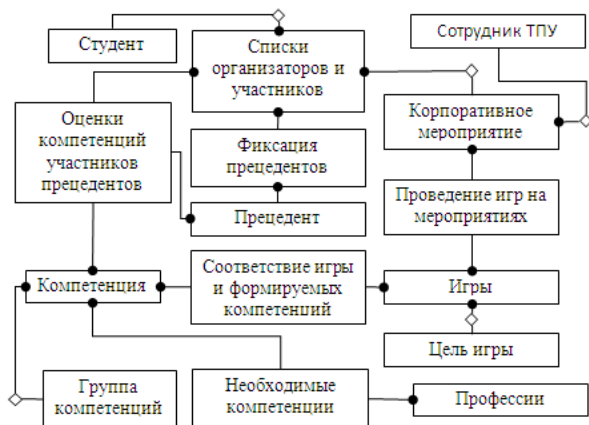 Студент
Списки
организаторов и
участников
Сотрудник ТПУ
Оценки
компетенций
участников
прецедентов
Фиксация
прецедентов
Корпоративное
мероприятие
Прецедент
Проведение игр на
мероприятиях
Компетенция
Соответствие игры
и формируемых
компетенций
Игры
Цель игры
Группа
компетенций
Необходимые
компетенции
Профессии